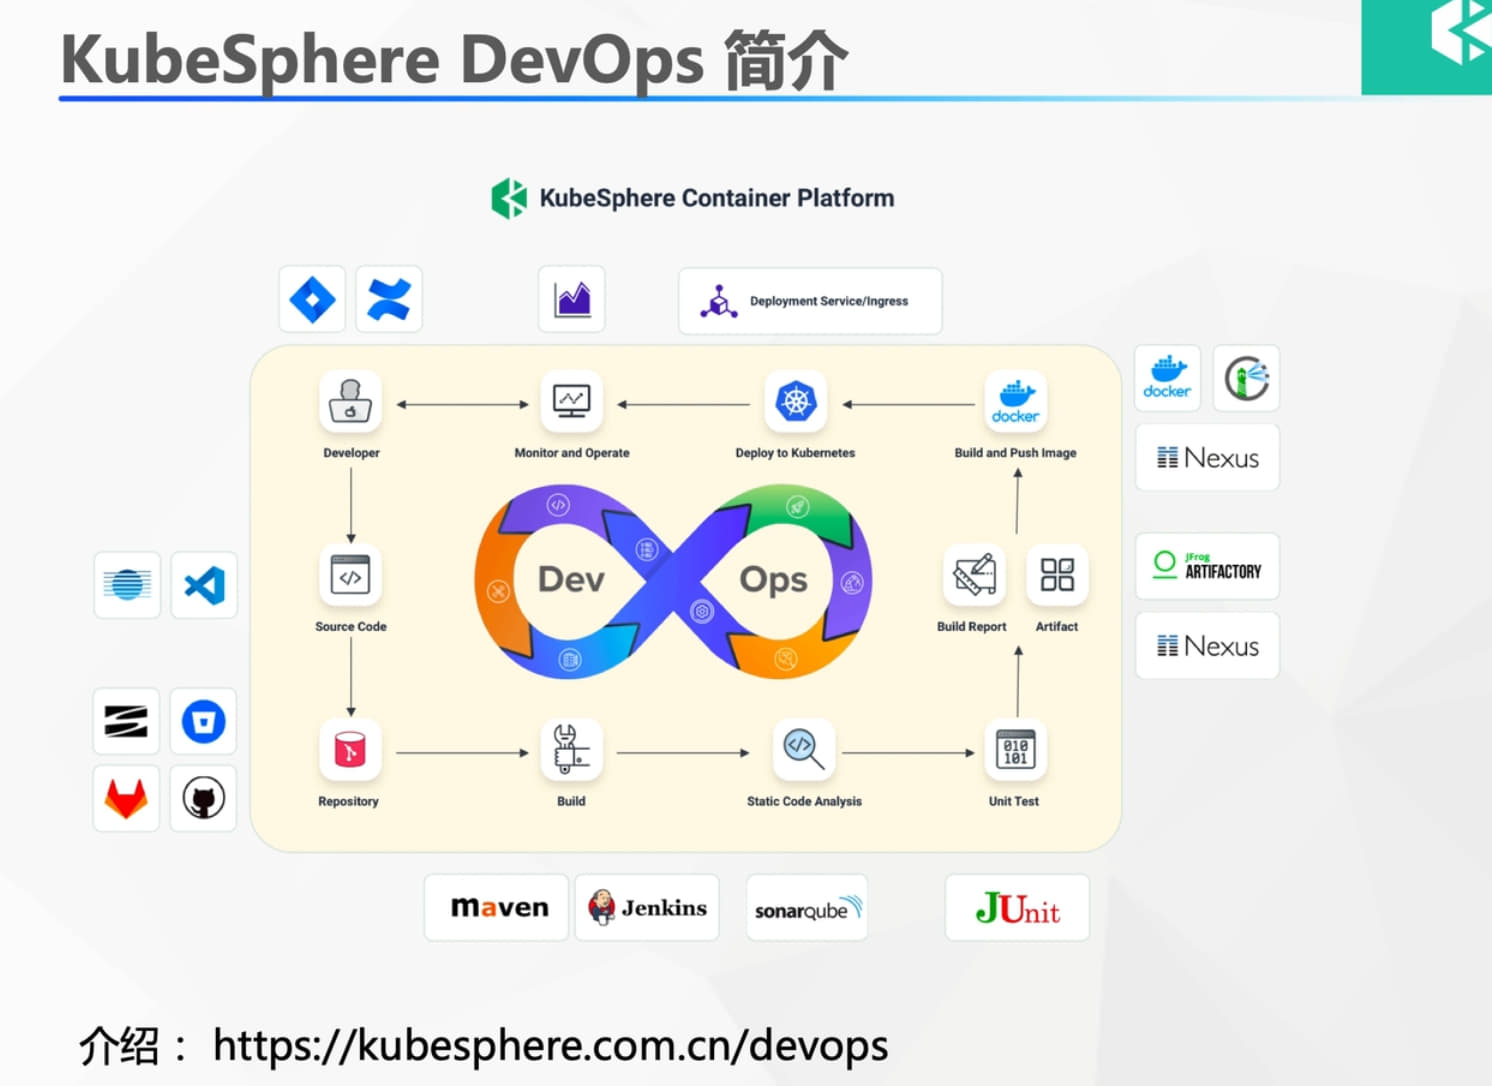 KubeSphere DevOps 简介
KubeSphere Container Platform
Deployment Service/Ingress
docker
Developer
Monitor and Operate
Deploy to Kubernetes
docker
Build and Push Image
Nexus
Dev
Ops
JFrog
ARTIFACTORY
Source Code
Build Report
Artifact
Nexus
010
101
Repository
Build
Static Code Analysis
Unit Test
maven
Jenkins
sonarqube
JUnit
介绍： https://kubesphere.com.cn/devops